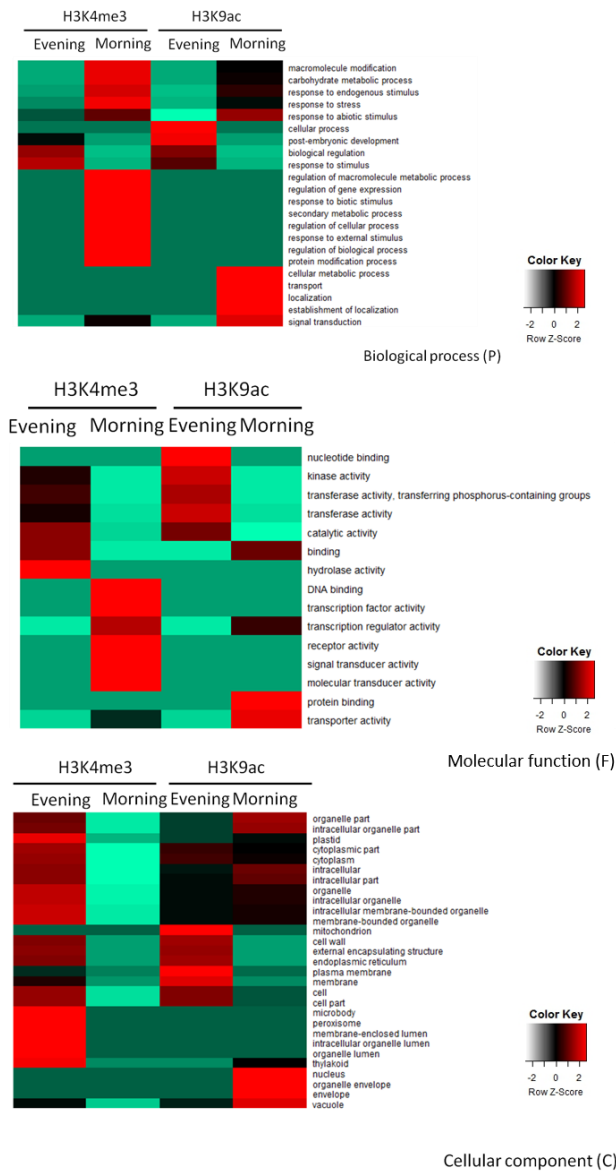 H3K4me3 H3K9ac
Evening Morning Evening Morning
macromolecule modification
carbohydrate metabolic process
response to endogenous stimulus
response to stress
response to abiotic stimulus
cellular process
post-embryonic development
biological regulation
response to stimulus
regulation of macromolecule metabolic process
regulation of gene expression
response to biotic stimulus
secondary metabolic process
regulation of cellular process
response to external stimulus
regulation of biological process
protein modification process
cellular metabolic process
transport
localization
establishment of localization
signal transduction
Color Key
-2 0 2
Row Z-Score
Biological process (P)
H3K4me3 H3K9ac
Evening Morning Evening Morning
nucleotide binding
kinase activity
transferase activity, transferring phosphorus-containing groups
transferase activity
catalytic activity
binding
hydrolase activity
DNA binding
transcription factor activity
transcription regulator activity
receptor activity
signal transducer activity
molecular transducer activity
protein binding
transporter activity
Color Key
-2 0 2
Row Z-Score
Molecular function (F)
H3K4me3 H3K9ac
Evening Morning Evening Morning
organelle part
intracellular organelle part
plastid
cytoplasmic part
cytoplasm
intracellular
intracellular part
organelle
intracellular organelle
intracellular membrane-bounded organelle
membrane-bounded organelle
mitochondrion
cell wall
external encapsulating structure
endoplasmic reticulum
plasma membrane
membrane
cell
cell part
microbody
peroxisome
membrane-enclosed lumen
intracellular organelle lumen
organelle lumen
thylakoid
nucleus
organelle envelope
envelope
vacuole
Color Key
-2 0 2
Row Z-Score
Cellular component (C)